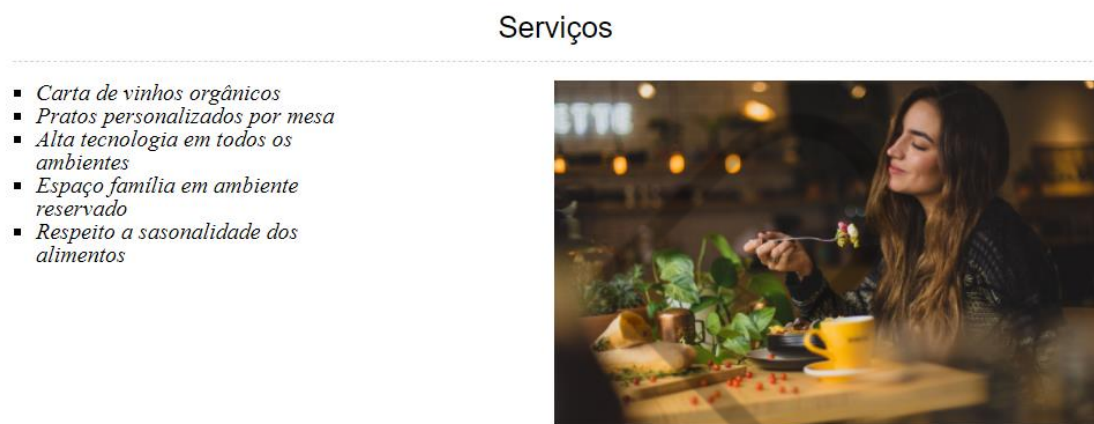 Serviços
Carta de vinhos orgânicos
Pratos personalizados por mesa
Alta tecnologia em todos os
ambientes
Espaço família em ambiente
reservado
Respeito a sasonalidade dos
alimentos
ETTE